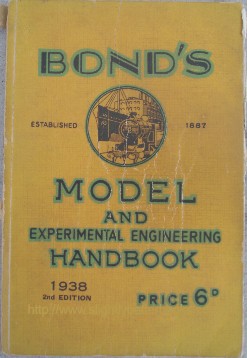 BOND'S
ESTABLISHED 1887
MODEL
AND
EXPERIMENTAL ENGINEERING
HANDBOOK
1938
2nd EDITION
PRICE 6D